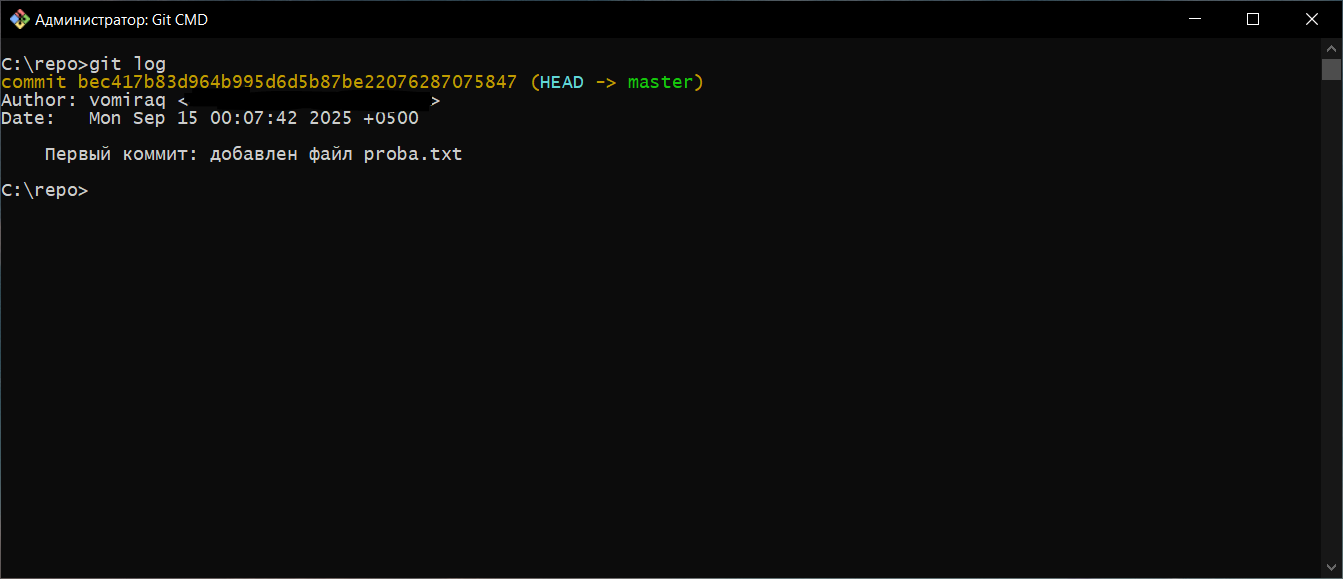 Администратор: Git CMD
C:\repo>git log
commit bec417b83d964b995d6d5b87be22076287075847 (HEAD -> master)
Author: vomiraq < >
Date:   Mon Sep 15 00:07:42 2025 +0500
    Первый коммит: добавлен файл proba.txt
C:\repo>